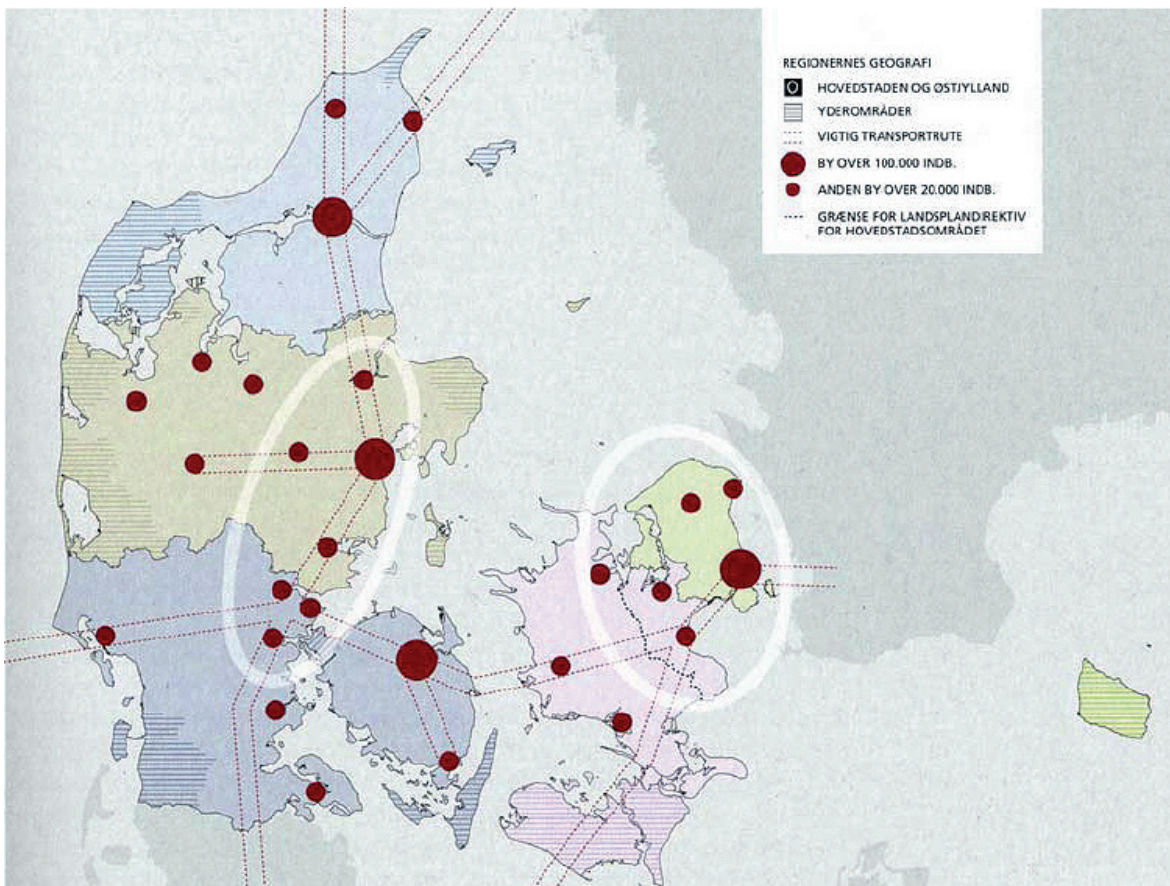 REGIONERNES GEOGRAFI
HOVEDSTADEN OG ØSTJYLLAND
YDEROMRÅDER
VIGTIG TRANSPORTRUTE
BY OVER 100.000 INDB.
ANDEN BY OVER 20.000 INDB.
GRÆNSE FOR LANDSPLANDIREKTIV
FOR HOVEDSTADSOMRÅDET